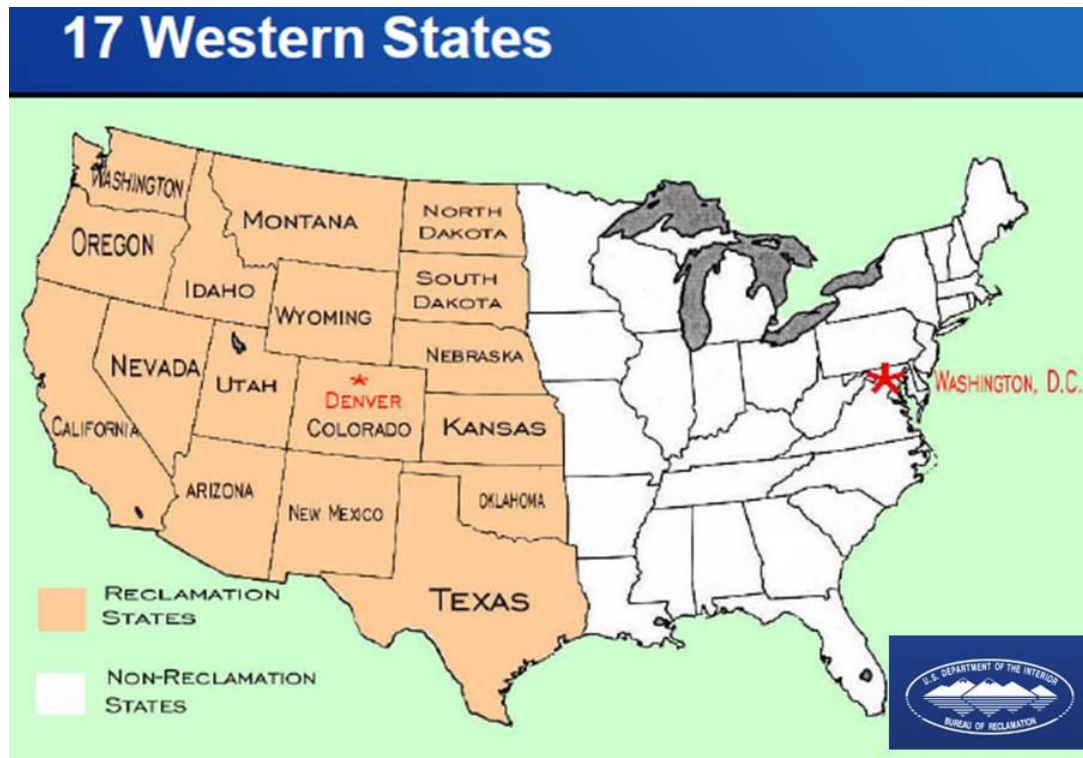 17 Western States
WASHINGTON
MONTANA
NORTH
DAKOTA
OREGON
IDAHO
SOUTH
DAKOTA
WYOMING
NEBRASKA
NEVADA
UTAH
DENVER
COLORADO
KANSAS
WASHINGTON, D.C.
CALIFORNIA
ARIZONA
NEW MEXICO
OKLAHOMA
TEXAS
RECLAMATION
STATES
NON-RECLAMATION
STATES
U.S. DEPARTMENT OF THE INTERIOR
BUREAU OF RECLAMATION